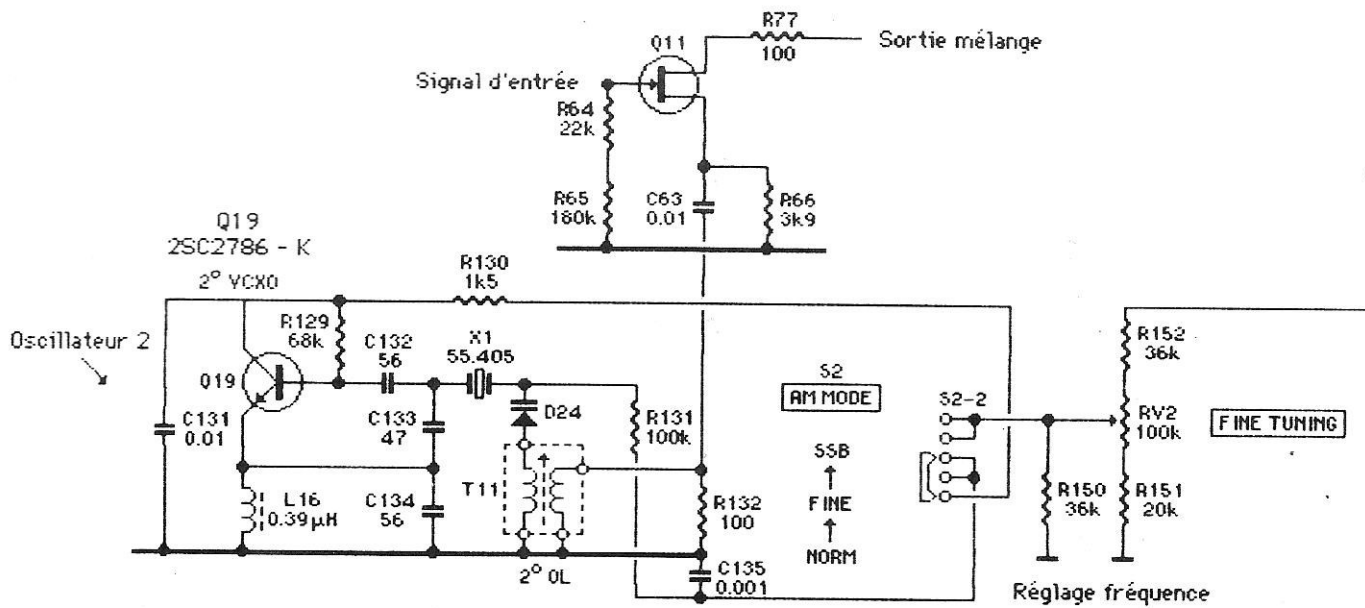 R77
100
Sortie mélange
Q11
Signal d'entrée
R64
22k
R65
180k
C63
0.01
R66
3k9
Q19
2SC2786 - K
2° VCXO
R130
1k5
Oscillateur 2
R129
68k
C132
56
X1
55.405
Q19
C131
0.01
C133
47
D24
R131
100k
S2
AM MODE
S2-2
R152
36k
RV2
100k
FINE TUNING
SSB
FINE
NORM
L16
0.39µH
C134
56
T11
R132
100
R150
36k
R151
20k
2° OL
C135
0.001
Réglage fréquence